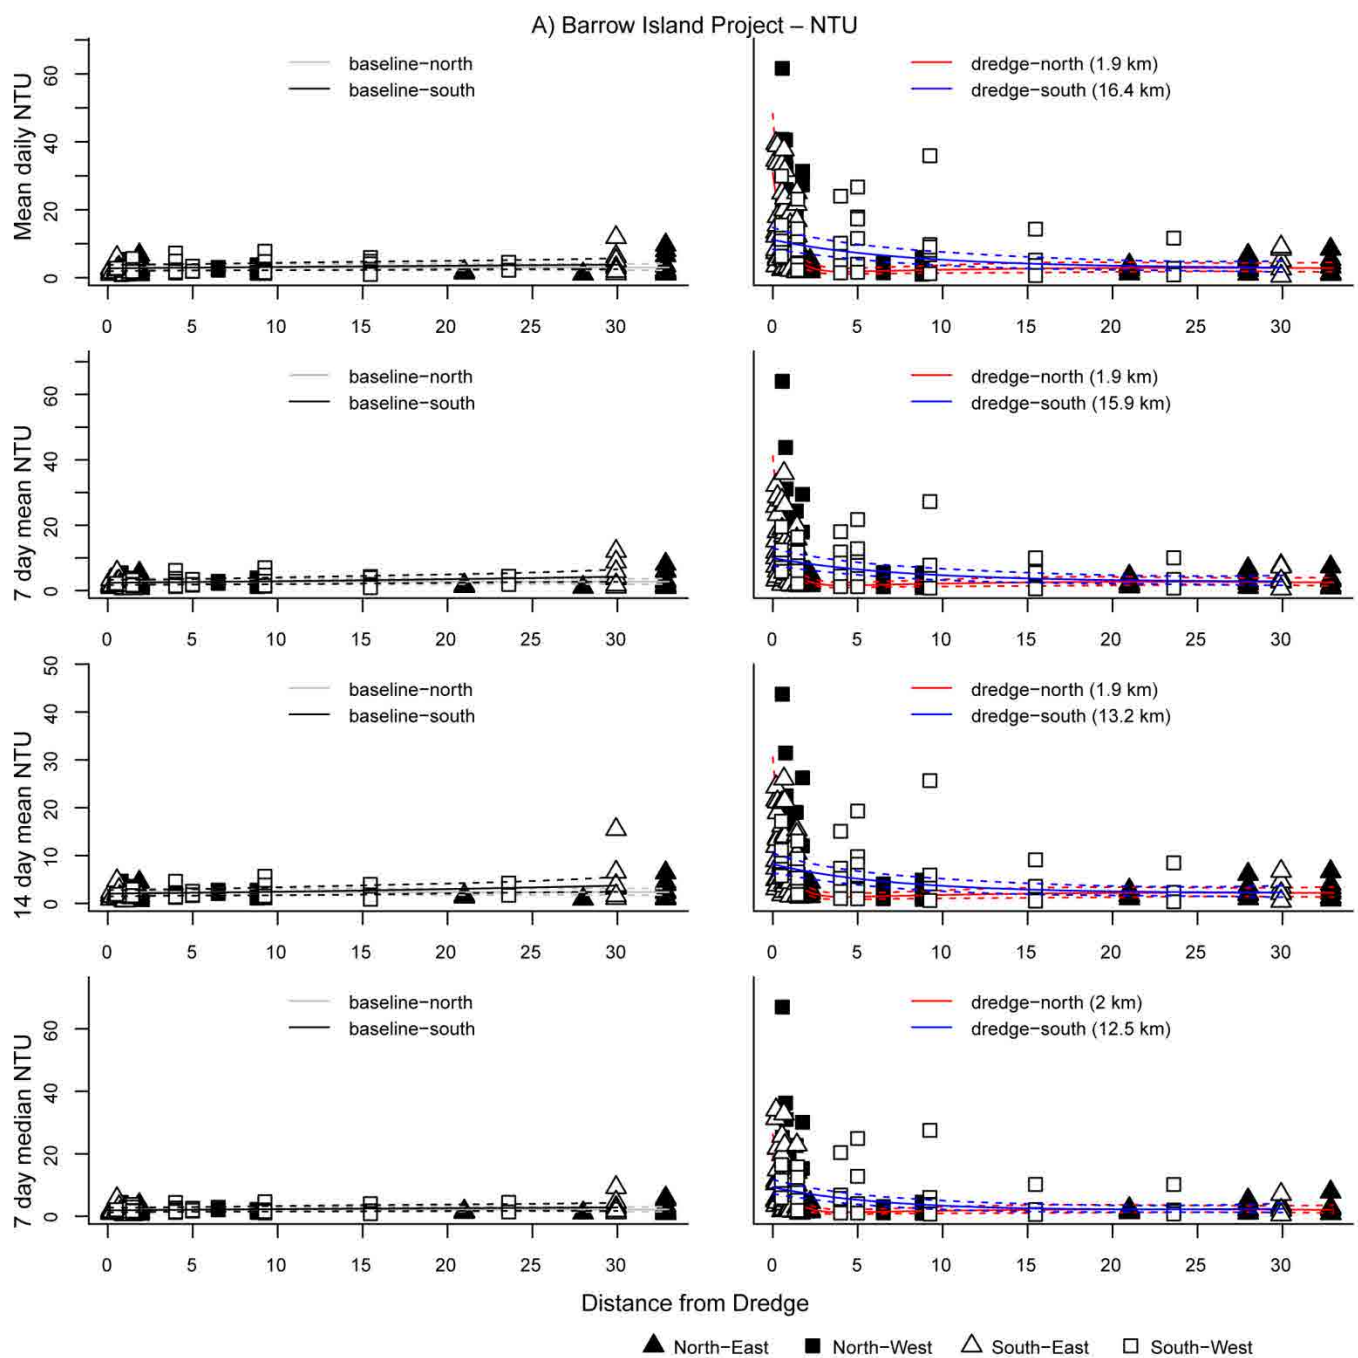 A) Barrow Island Project – NTU
Mean daily NTU
60
40
20
0
baseline−north
baseline−south
0 5 10 15 20 25 30
dredge−north (1.9 km)
dredge−south (16.4 km)
0 5 10 15 20 25 30
7 day mean NTU
60
40
20
0
baseline−north
baseline−south
0 5 10 15 20 25 30
dredge−north (1.9 km)
dredge−south (15.9 km)
0 5 10 15 20 25 30
14 day mean NTU
50
40
30
20
10
0
baseline−north
baseline−south
0 5 10 15 20 25 30
dredge−north (1.9 km)
dredge−south (13.2 km)
0 5 10 15 20 25 30
7 day median NTU
60
40
20
0
baseline−north
baseline−south
0 5 10 15 20 25 30
dredge−north (2 km)
dredge−south (12.5 km)
0 5 10 15 20 25 30
Distance from Dredge
North−East North−West South−East South−West